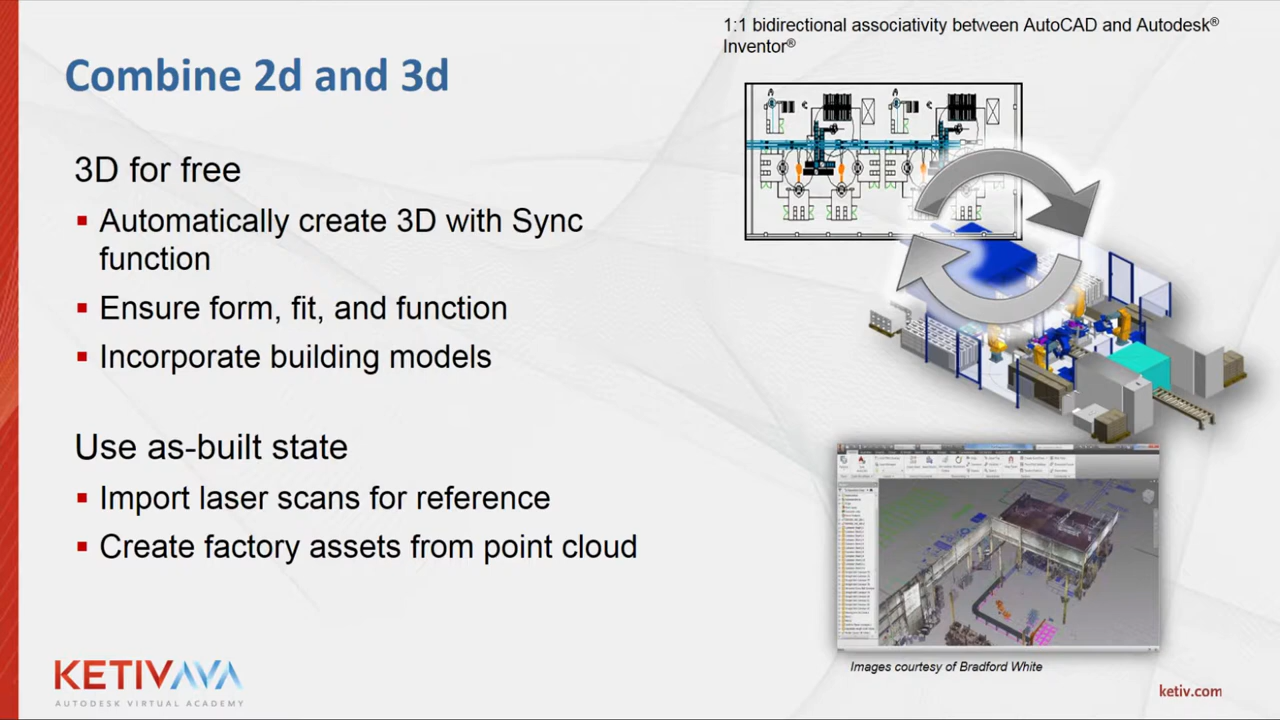 1:1 bidirectional associativity between AutoCAD and Autodesk®
Inventor®
Combine 2d and 3d
3D for free
▪ Automatically create 3D with Sync
function
▪ Ensure form, fit, and function
▪ Incorporate building models
Use as-built state
▪ Import laser scans for reference
▪ Create factory assets from point cloud
Images courtesy of Bradford White
KETIVAVA
AUTODESK VIRTUAL ACADEMY
ketiv.com